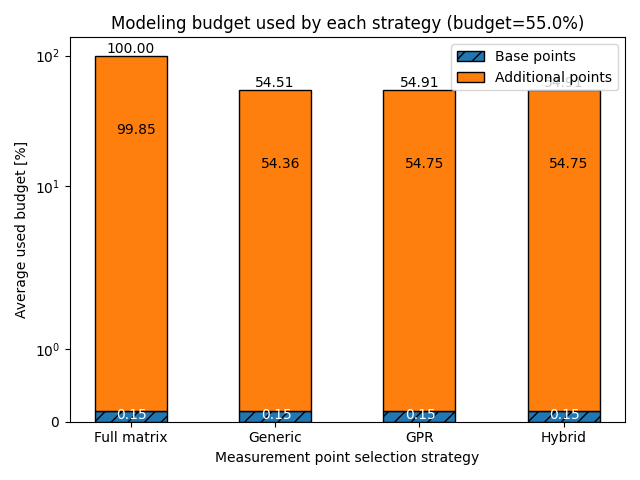 Modeling budget used by each strategy (budget=55.0%)
Base points
Additional points
100.00
54.51
54.91
99.85
54.36
54.75
54.75
0.15
0.15
0.15
0.15
Average used budget [%]
10²
10¹
10⁰
0
Full matrix
Generic
GPR
Hybrid
Measurement point selection strategy